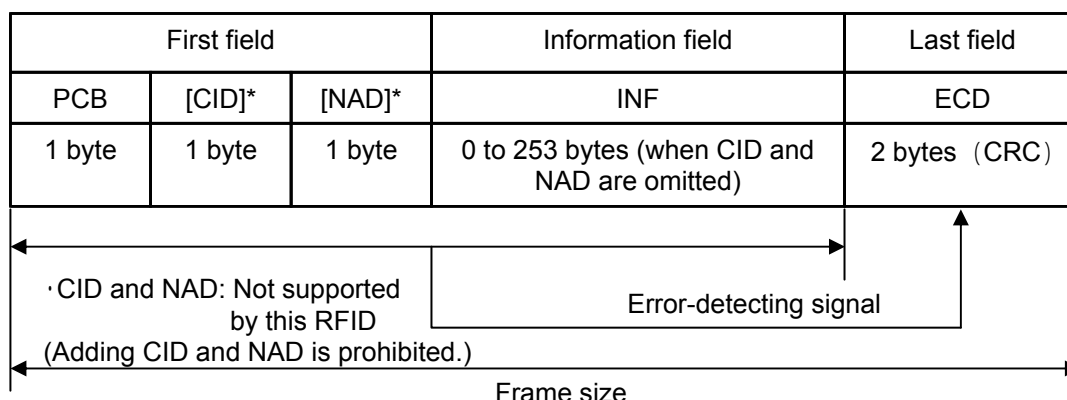 First field Information field Last field
PCB [CID]* [NAD]* INF ECD
1 byte 1 byte 1 byte 0 to 253 bytes (when CID and NAD are omitted) 2 bytes (CRC)
・CID and NAD: Not supported
by this RFID
(Adding CID and NAD is prohibited.)
Error-detecting signal
Frame size